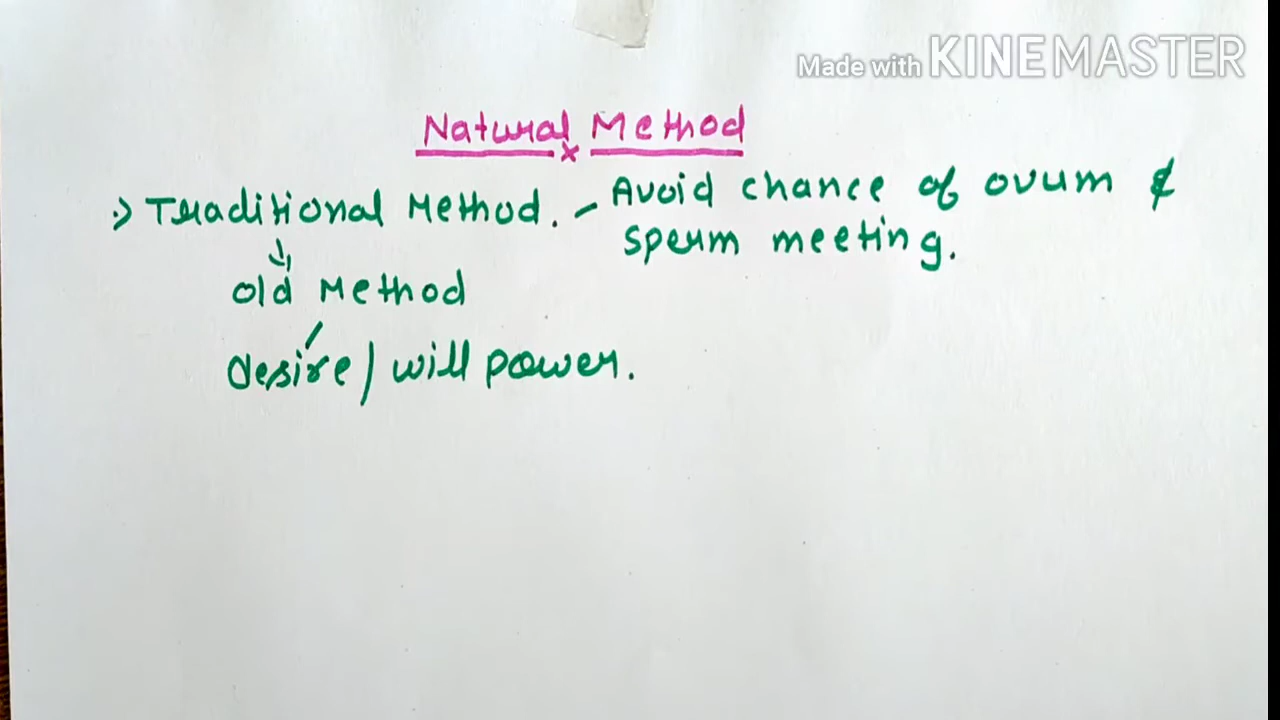 Made with KINEMASTER
Natural Method
Traditional Method. - Avoid chance of ovum &
sperm meeting.
old Method
desire / will power.